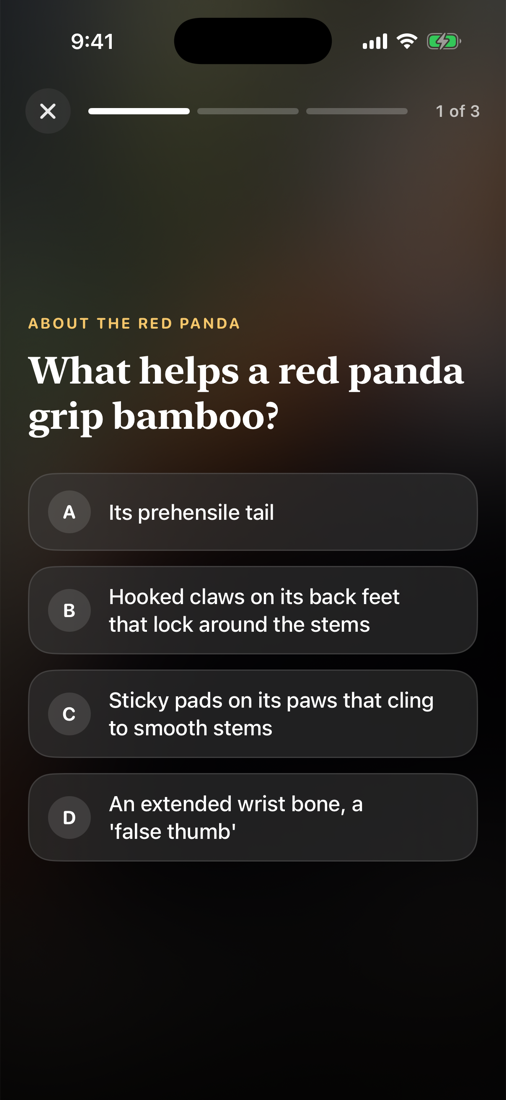 9:41
1 of 3
ABOUT THE RED PANDA
What helps a red panda
grip bamboo?
A Its prehensile tail
B Hooked claws on its back feet
that lock around the stems
C Sticky pads on its paws that cling
to smooth stems
D An extended wrist bone, a
'false thumb'